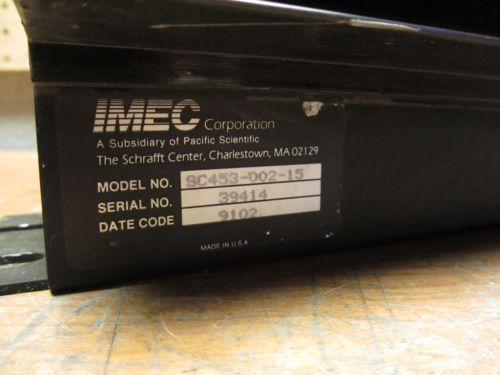 IMEC Corporation
A Subsidiary of Pacific Scientific
The Schrafft Center, Charlestown, MA 02129
MODEL NO. SC453-002-15
SERIAL NO. 39414
DATE CODE 9102
MADE IN U.S.A.